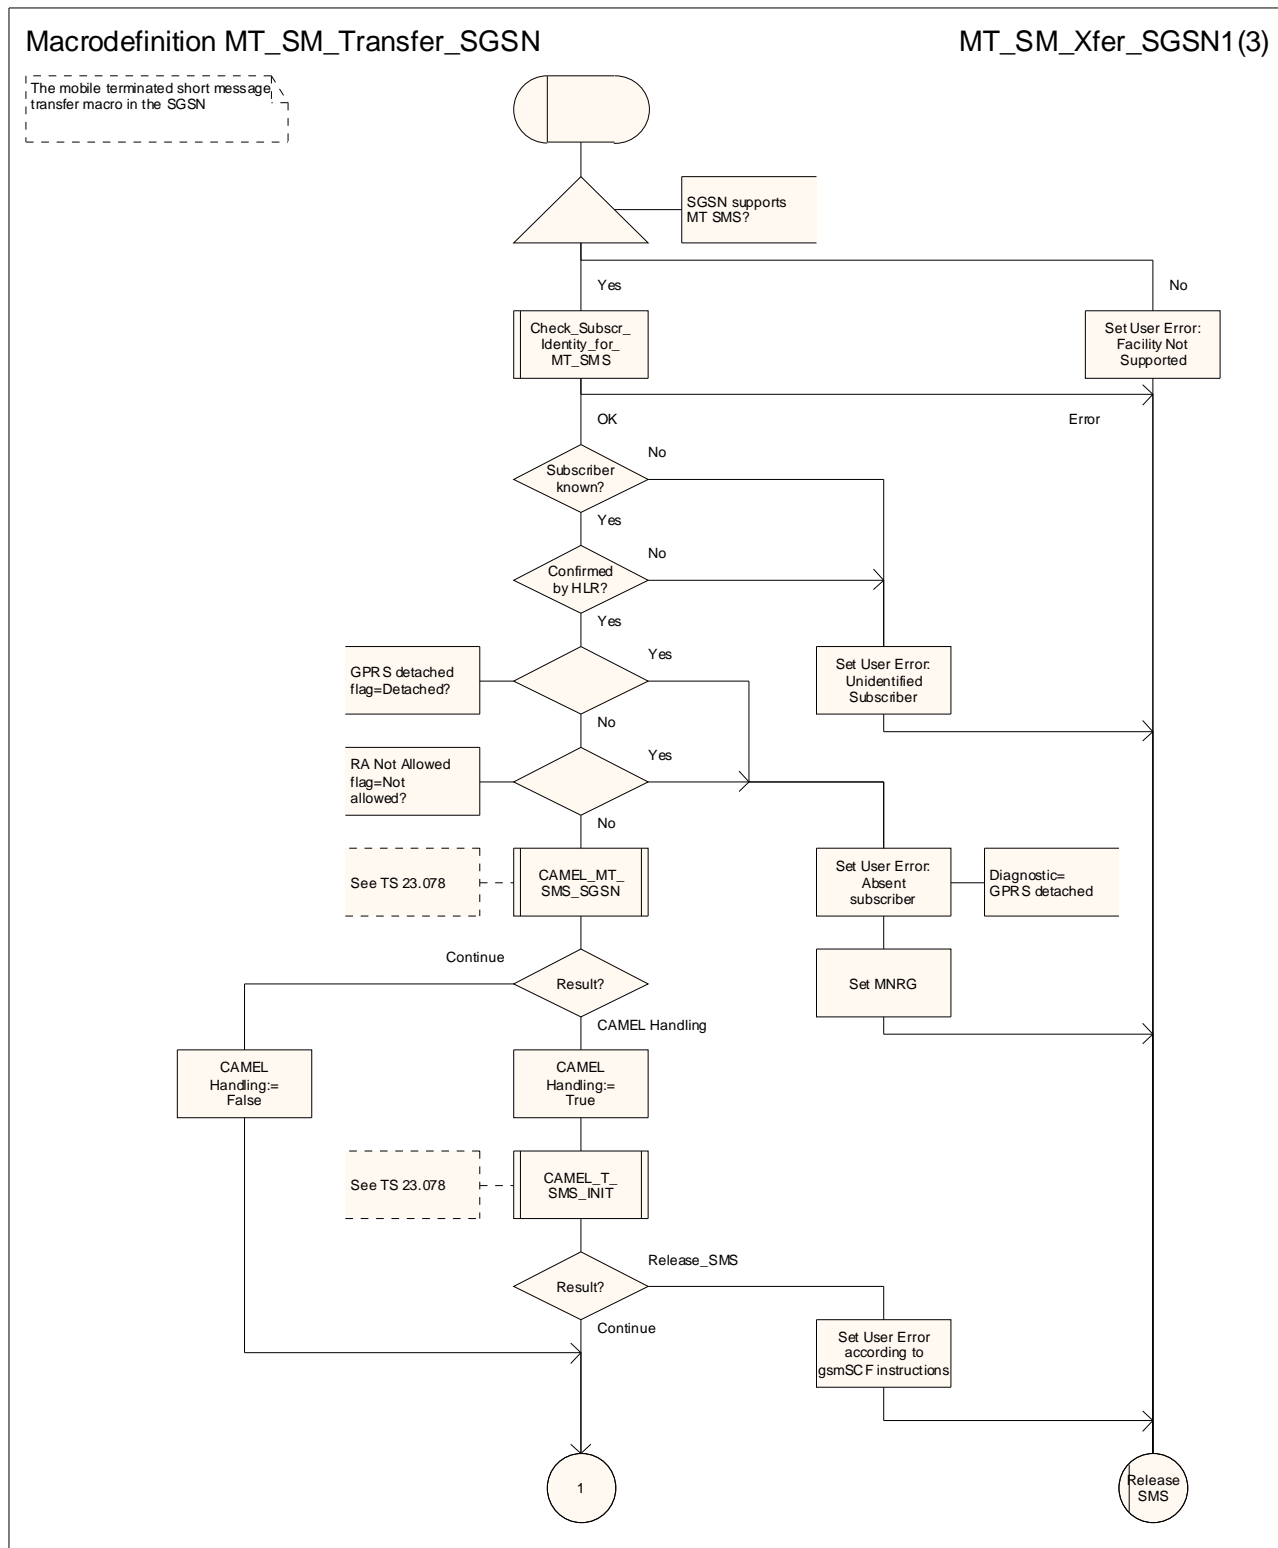 Macrodefinition MT_SM_Transfer_SGSN
MT_SM_Xfer_SGSN1(3)
The mobile terminated short message
transfer macro in the SGSN
SGSN supports
MT SMS?
Yes
No
Check_Subscr_
Identity_for_
MT_SMS
Set User Error:
Facility Not
Supported
OK
Error
Subscriber
known?
No
Yes
Confirmed
by HLR?
No
Yes
GPRS detached
flag=Detached?
Yes
Set User Error:
Unidentified
Subscriber
No
RA Not Allowed
flag=Not
allowed?
Yes
No
See TS 23.078
CAMEL_MT_
SMS_SGSN
Set User Error:
Absent
subscriber
Diagnostic=
GPRS detached
Continue
Result?
Set MNRG
CAMEL Handling
CAMEL
Handling:=
False
CAMEL
Handling:=
True
See TS 23.078
CAMEL_T_
SMS_INIT
Result?
Release_SMS
Continue
Set User Error
according to
gsmSCF instructions
1
Release
SMS